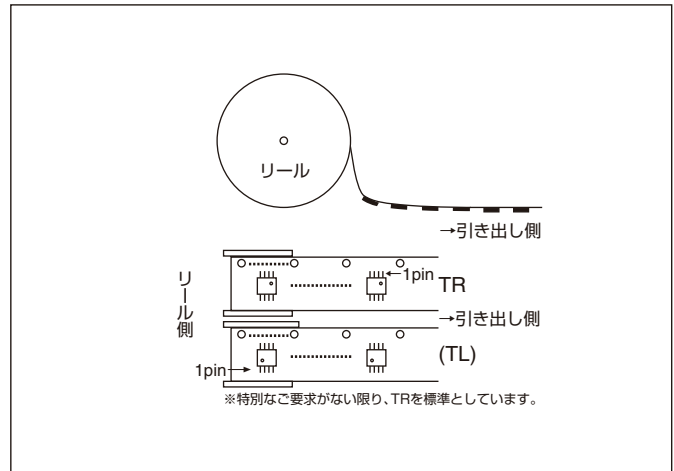 リール
→引き出し側
←1pin
TR
リール側
→引き出し側
(TL)
1pin→
※特別なご要求がない限り、TRを標準としています。